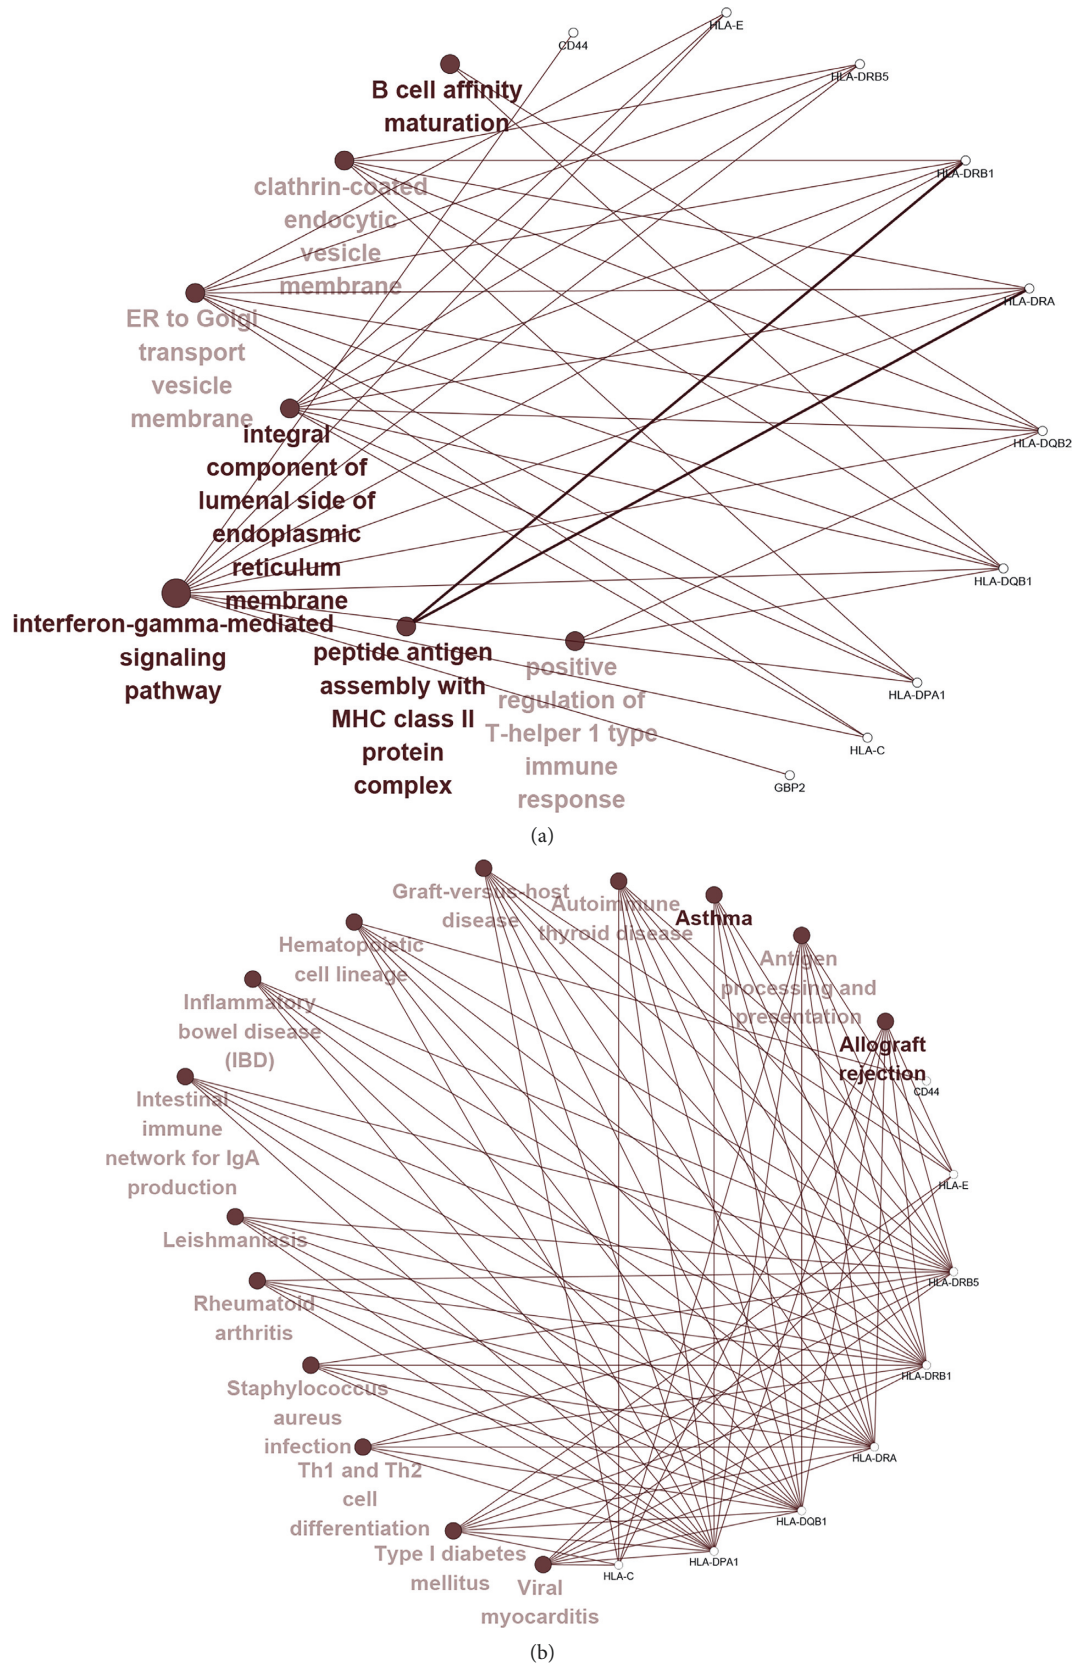 HLA-E
CD44
HLA-DRB5
B cell affinity
maturation
HLA-DRB1
clathrin-coated
endocytic
vesicle
membrane
HLA-DRA
ER to Golgi
transport
vesicle
membrane
integral
component of
lumenal side of
endoplasmic
reticulum
membrane
HLA-DQB2
HLA-DQB1
interferon-gamma-mediated
signaling
pathway
peptide antigen
assembly with
MHC class II
protein
complex
positive
regulation of
T-helper 1 type
immune
response
HLA-DPA1
HLA-C
GBP2
(a)
Graft-versus-host
disease
Autoimmune
thyroid disease
Asthma
Hematopoietic
cell lineage
Antigen
processing and
presentation
Inflammatory
bowel disease
(IBD)
Allograft
rejection
CD44
Intestinal
immune
network for IgA
production
HLA-E
Leishmaniasis
HLA-DRB5
Rheumatoid
arthritis
HLA-DRB1
Staphylococcus
aureus
infection
HLA-DRA
Th1 and Th2
cell
differentiation
HLA-DQB1
Type I diabetes
mellitus
HLA-DPA1
HLA-C
Viral
myocarditis
(b)